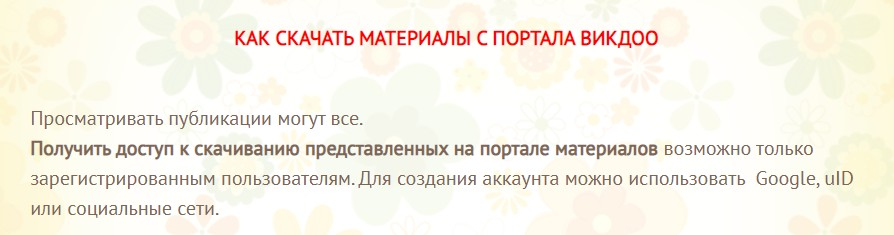 КАК СКАЧАТЬ МАТЕРИАЛЫ С ПОРТАЛА ВИКДОО
Просматривать публикации могут все.
Получить доступ к скачиванию представленных на портале материалов возможно только
зарегистрированным пользователям. Для создания аккаунта можно использовать  Google, uID
или социальные сети.